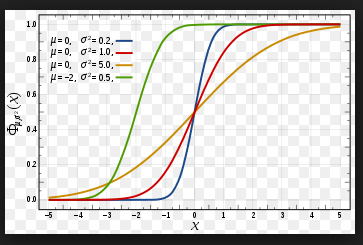 1.0
0.8
0.6
0.4
0.2
0.0
Φμ,σ²(X)
μ= 0, σ²= 0.2,
μ= 0, σ²= 1.0,
μ= 0, σ²= 5.0,
μ= −2, σ²= 0.5,
−5 −4 −3 −2 −1 0 1 2 3 4 5
X